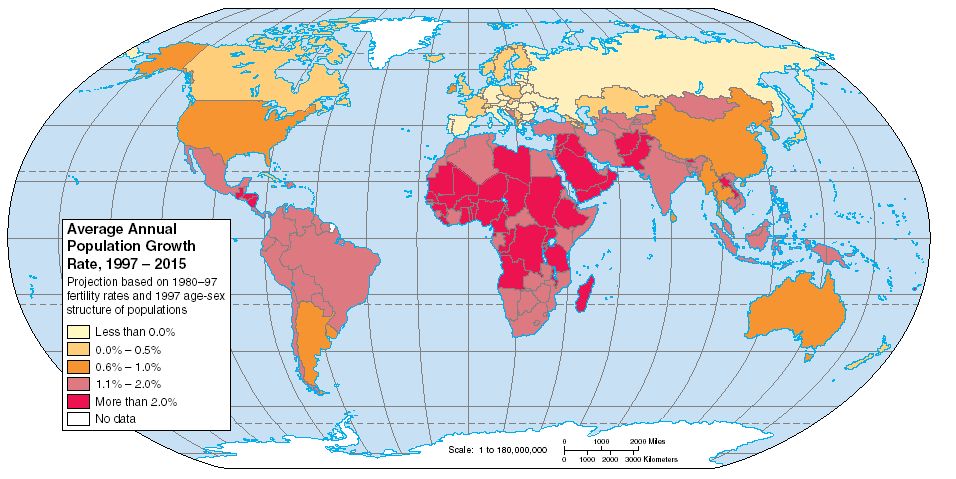 Average Annual
Population Growth
Rate, 1997 – 2015
Projection based on 1980–97
fertility rates and 1997 age-sex
structure of populations
Less than 0.0%
0.0% – 0.5%
0.6% – 1.0%
1.1% – 2.0%
More than 2.0%
No data
Scale: 1 to 180,000,000
0 1000 2000 Miles
0 1000 2000 3000 Kilometers